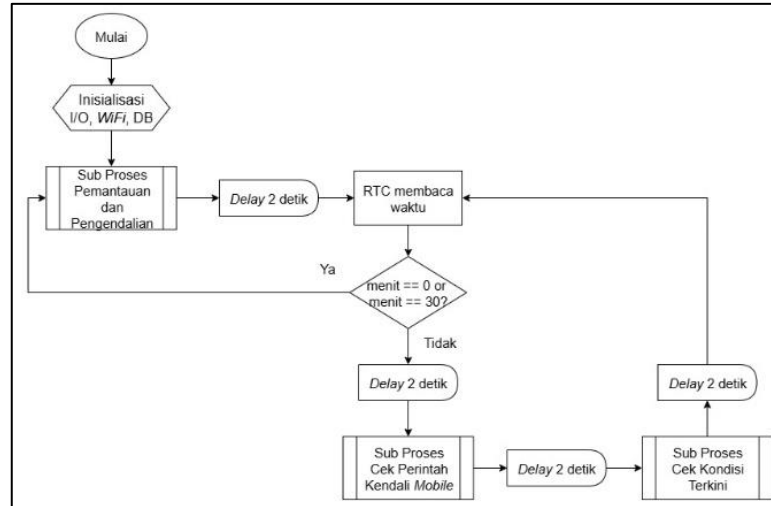 Mulai
Inisialisasi
I/O, WiFi, DB
Sub Proses
Pemantauan
dan
Pengendalian
Delay 2 detik
RTC membaca
waktu
Ya
menit == 0 or
menit == 30?
Tidak
Delay 2 detik
Delay 2 detik
Sub Proses
Cek Perintah
Kendali Mobile
Delay 2 detik
Sub Proses
Cek Kondisi
Terkini